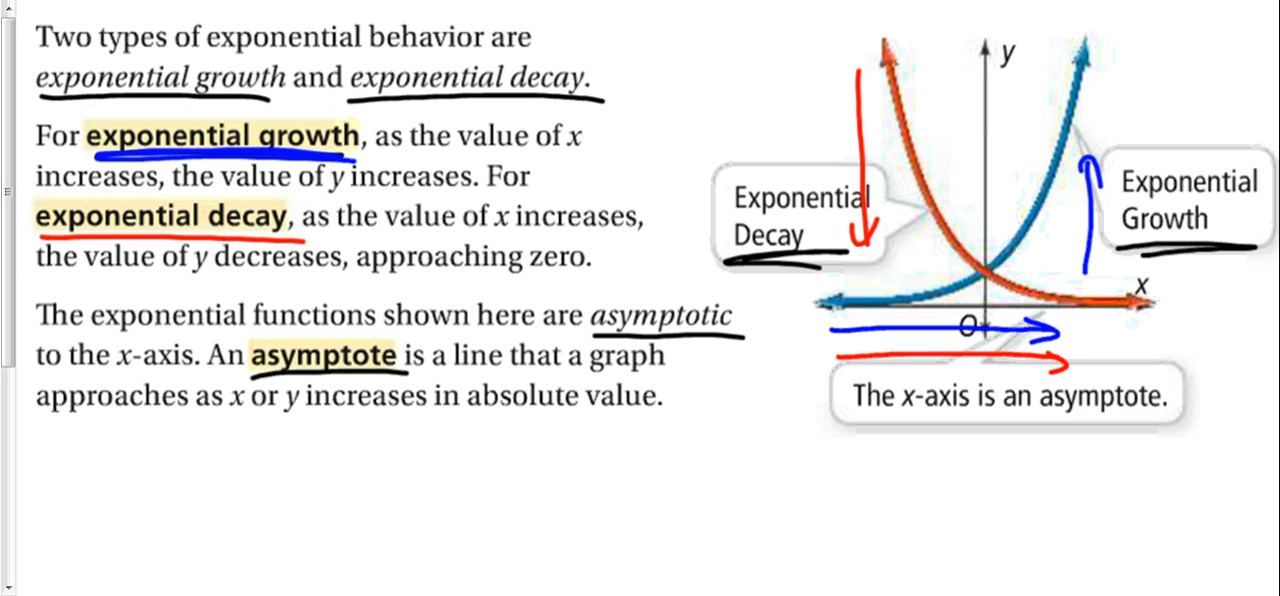 Two types of exponential behavior are
exponential growth and exponential decay.
For exponential growth, as the value of x
increases, the value of y increases. For
exponential decay, as the value of x increases,
the value of y decreases, approaching zero.
The exponential functions shown here are asymptotic
to the x-axis. An asymptote is a line that a graph
approaches as x or y increases in absolute value.
y
Exponential
Decay
Exponential
Growth
x
O
The x-axis is an asymptote.